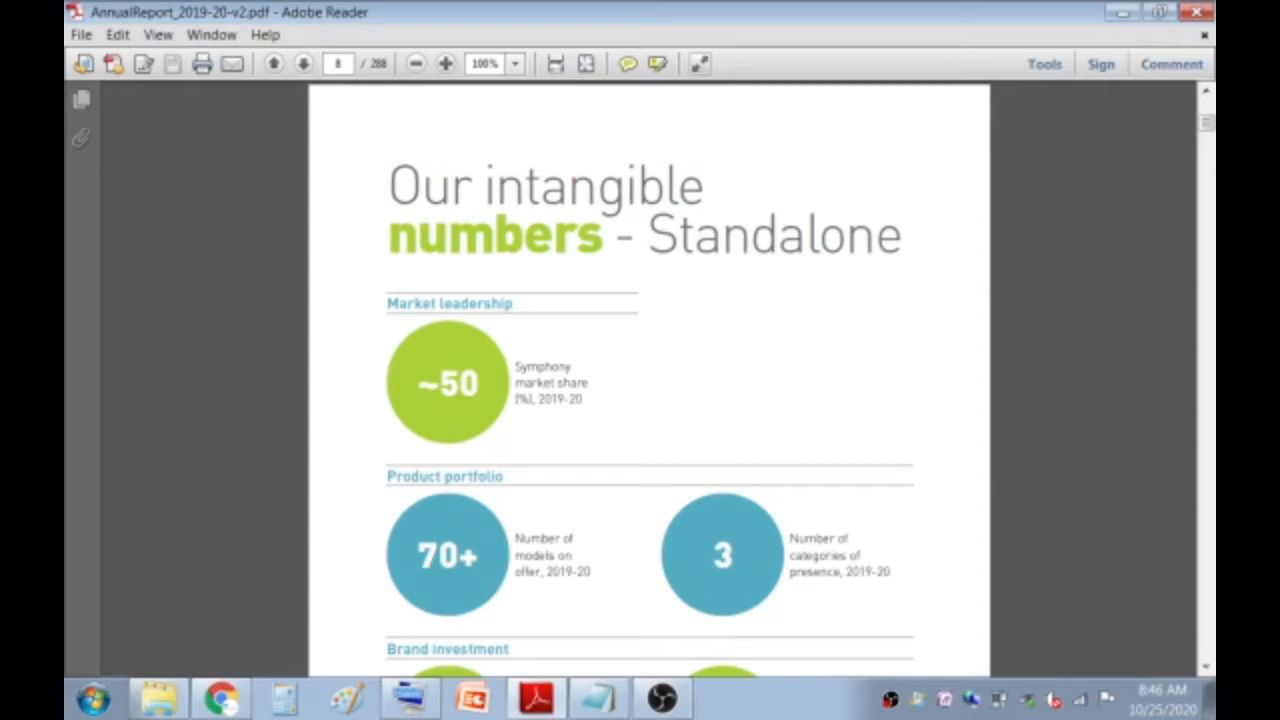 AnnualReport_2019-20-v2.pdf - Adobe Reader
File Edit View Window Help
8 / 288 100% Tools Sign Comment
Our intangible
numbers - Standalone
Market leadership
~50
Symphony
market share
(%), 2019-20
Product portfolio
70+
Number of
models on
offer, 2019-20
3
Number of
categories of
presence, 2019-20
Brand investment
8:46 AM
10/25/2020